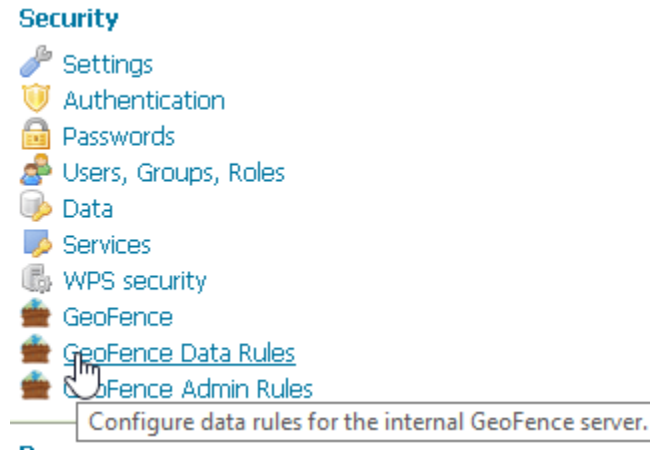 Security
Settings
Authentication
Passwords
Users, Groups, Roles
Data
Services
WPS security
GeoFence
GeoFence Data Rules
GeoFence Admin Rules
Configure data rules for the internal GeoFence server.